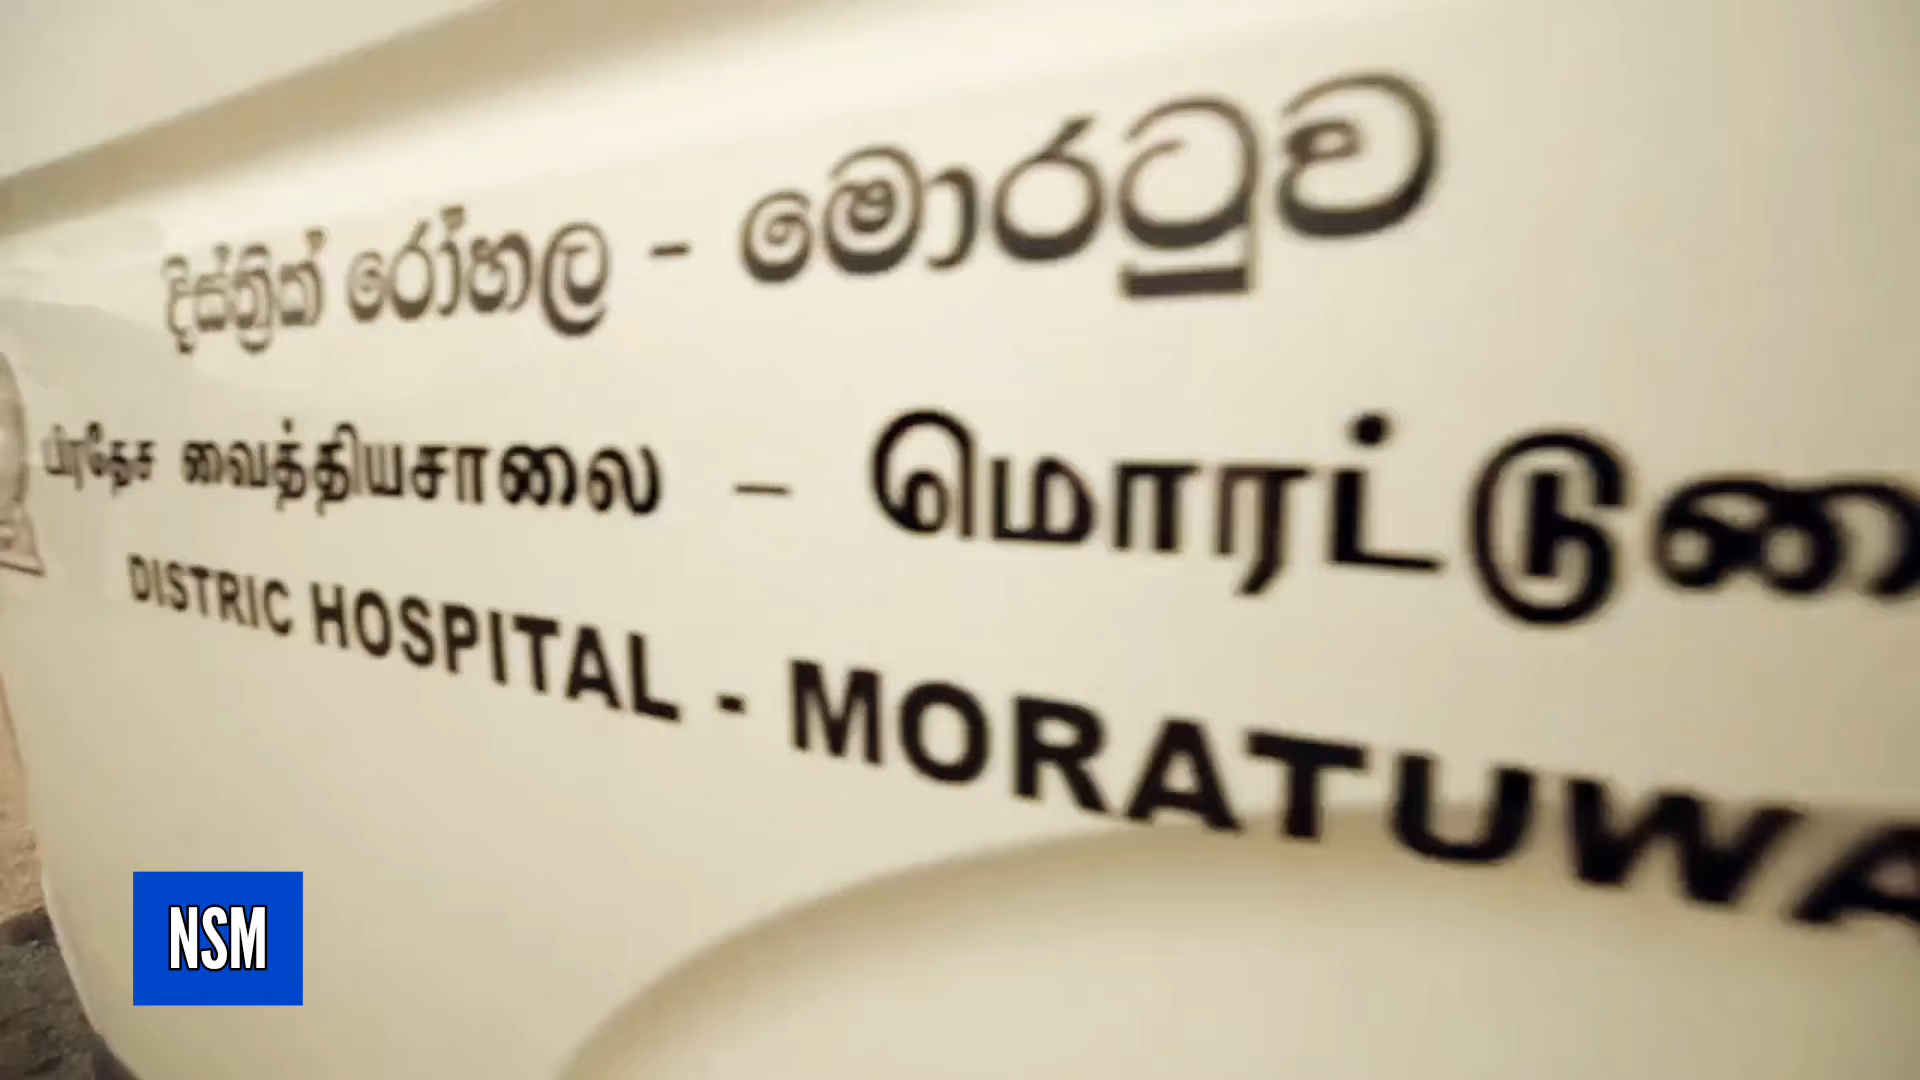 දිස්ත්‍රික් රෝහල - මොරටුව
பிரதேச வைத்தியசாலை - மொரட்டுவை
DISTRIC HOSPITAL - MORATUWA
NSM